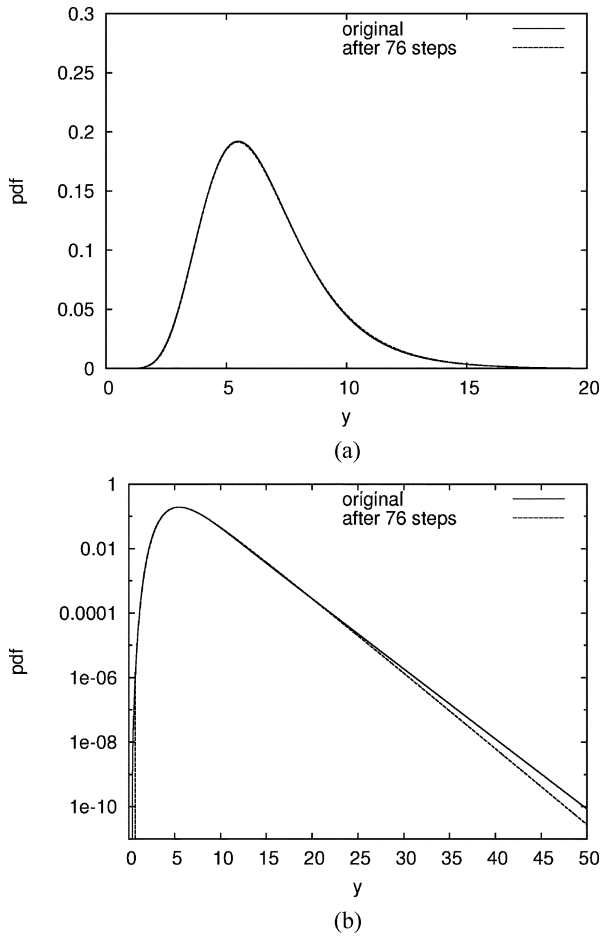 0.3
0.25
0.2
0.15
0.1
0.05
0
pdf
original
after 76 steps
0 5 10 15 20
y
(a)
1
0.01
0.0001
1e-06
1e-08
1e-10
pdf
original
after 76 steps
0 5 10 15 20 25 30 35 40 45 50
y
(b)